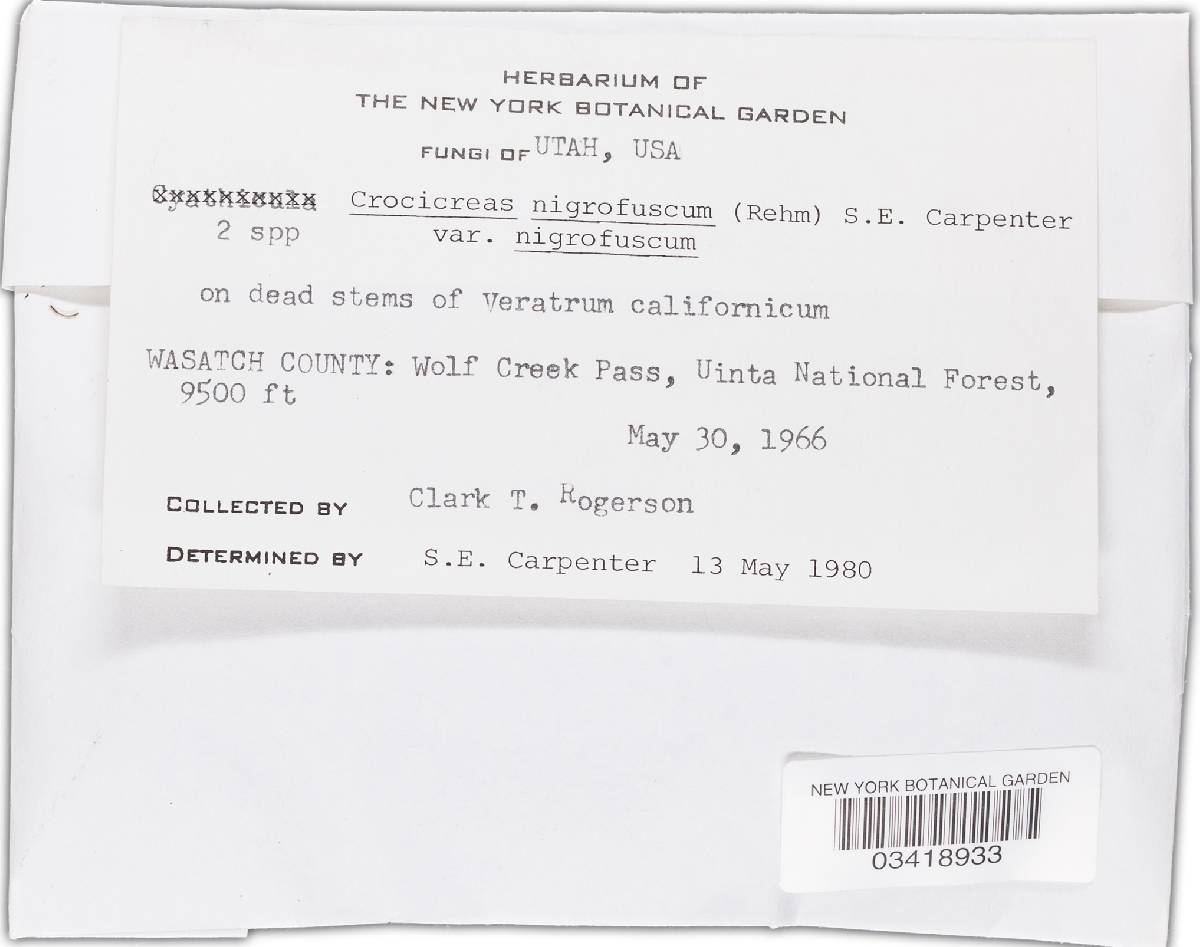 HERBARIUM OF
THE NEW YORK BOTANICAL GARDEN
FUNGI OF UTAH, USA
Crocicreas nigrofuscum (Rehm) S.E. Carpenter
2 spp var. nigrofuscum
on dead stems of Veratrum californicum
WASATCH COUNTY: Wolf Creek Pass, Uinta National Forest,
9500 ft
May 30, 1966
COLLECTED BY Clark T. Rogerson
DETERMINED BY S.E. Carpenter 13 May 1980
NEW YORK BOTANICAL GARDEN
03418933